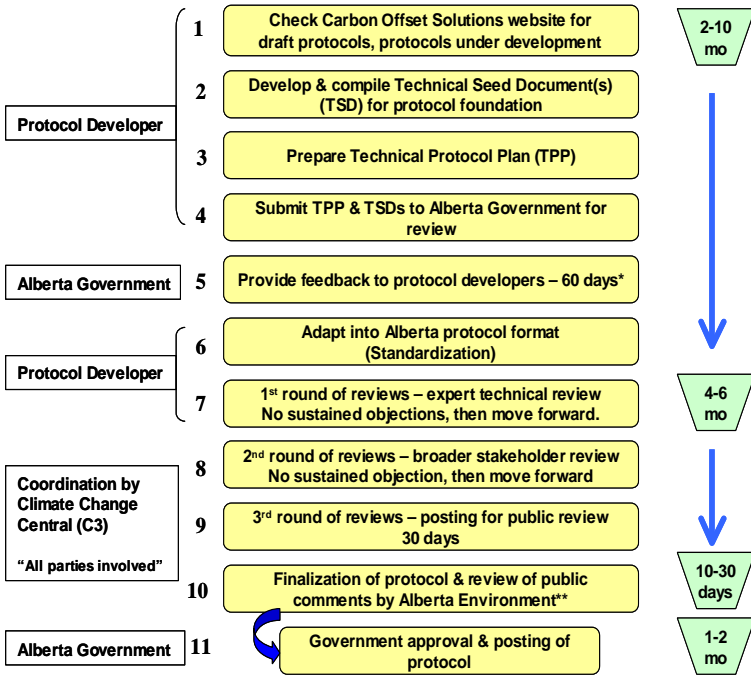 1
Check Carbon Offset Solutions website for
draft protocols, protocols under development
2-10
mo
2
Develop & compile Technical Seed Document(s)
(TSD) for protocol foundation
Protocol Developer
3
Prepare Technical Protocol Plan (TPP)
4
Submit TPP & TSDs to Alberta Government for
review
Alberta Government
5
Provide feedback to protocol developers – 60 days*
6
Adapt into Alberta protocol format
(Standardization)
Protocol Developer
7
1st round of reviews – expert technical review
No sustained objections, then move forward.
4-6
mo
8
2nd round of reviews – broader stakeholder review
No sustained objection, then move forward
Coordination by
Climate Change
Central (C3)
"All parties involved"
9
3rd round of reviews – posting for public review
30 days
10
Finalization of protocol & review of public
comments by Alberta Environment**
10-30
days
Alberta Government
11
Government approval & posting of
protocol
1-2
mo